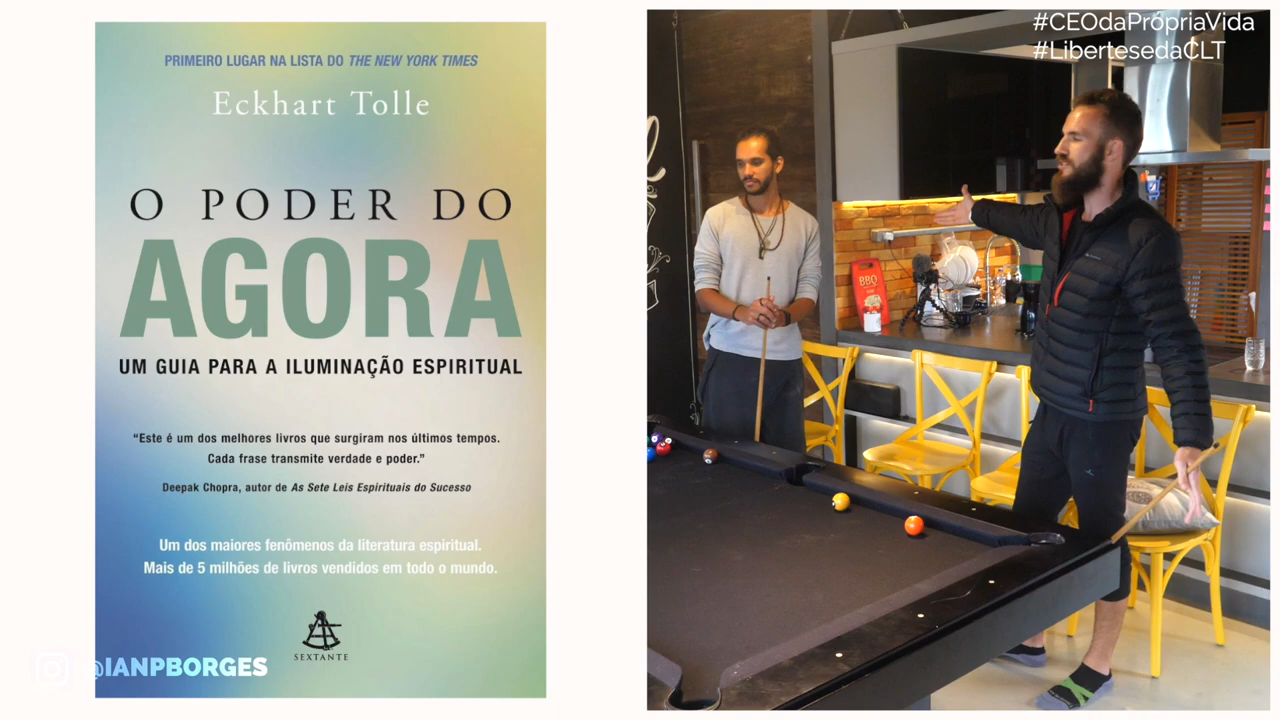 PRIMEIRO LUGAR NA LISTA DO THE NEW YORK TIMES
Eckhart Tolle
O PODER DO
AGORA
UM GUIA PARA A ILUMINAÇÃO ESPIRITUAL
“Este é um dos melhores livros que surgiram nos últimos tempos.
Cada frase transmite verdade e poder.”
Deepak Chopra, autor de As Sete Leis Espirituais do Sucesso
Um dos maiores fenômenos da literatura espiritual.
Mais de 5 milhões de livros vendidos em todo o mundo.
SEXTANTE
@IANPBORGES
#CEOdaPrópriaVida
#LibertesedaCLT
BBQ